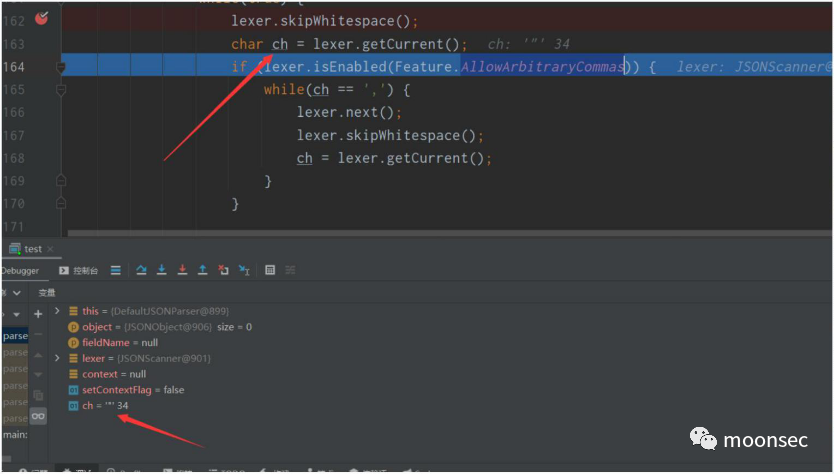 162 lexer.skipWhitespace();
163 char ch = lexer.getCurrent(); ch: '"' 34
164 if (lexer.isEnabled(Feature.AllowArbitraryCommas)) { lexer: JSONScanner@
165 while(ch == ',') {
166 lexer.next();
167 lexer.skipWhitespace();
168 ch = lexer.getCurrent();
169 }
170 }
171
test
Debugger 控制台
变量
this = {DefaultJSONParser@899}
object = {JSONObject@906} size = 0
parse
fieldName = null
parse
lexer = {JSONScanner@901}
parse
context = null
parse
setContextFlag = false
parse
ch = '"' 34
parse
main:
moonsec